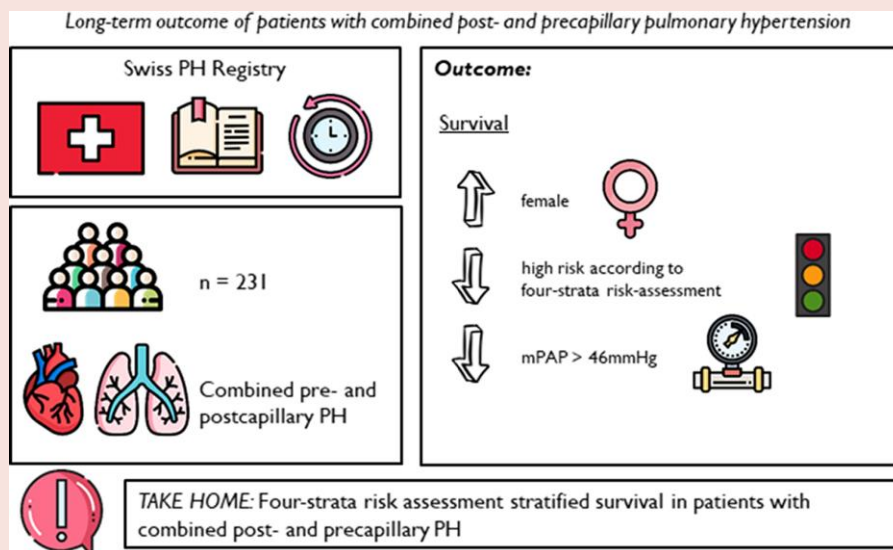 Long-term outcome of patients with combined post- and precapillary pulmonary hypertension
Swiss PH Registry
n = 231
Combined pre- and
postcapillary PH
Outcome:
Survival
female
high risk according to
four-strata risk-assessment
mPAP > 46mmHg
TAKE HOME: Four-strata risk assessment stratified survival in patients with
combined post- and precapillary PH